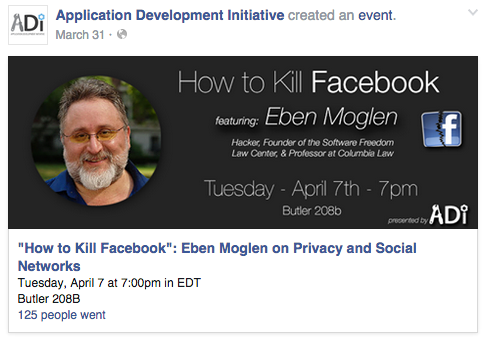 ADi
Application Development Initiative created an event.
March 31 ·
How to Kill Facebook
featuring: Eben Moglen
Hacker, Founder of the Software Freedom
Law Center, & Professor at Columbia Law
f
Tuesday - April 7th - 7pm
Butler 208b
presented by ADi
"How to Kill Facebook": Eben Moglen on Privacy and Social
Networks
Tuesday, April 7 at 7:00pm in EDT
Butler 208B
125 people went